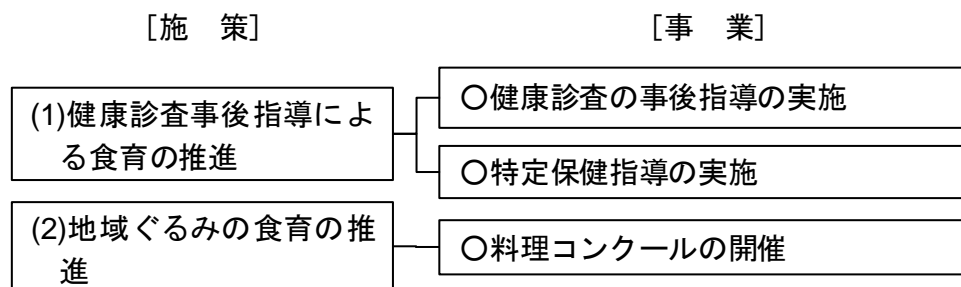 ［施　策］
［事　業］
(1)健康診査事後指導によ
る食育の推進
○健康診査の事後指導の実施
○特定保健指導の実施
(2)地域ぐるみの食育の推
進
○料理コンクールの開催